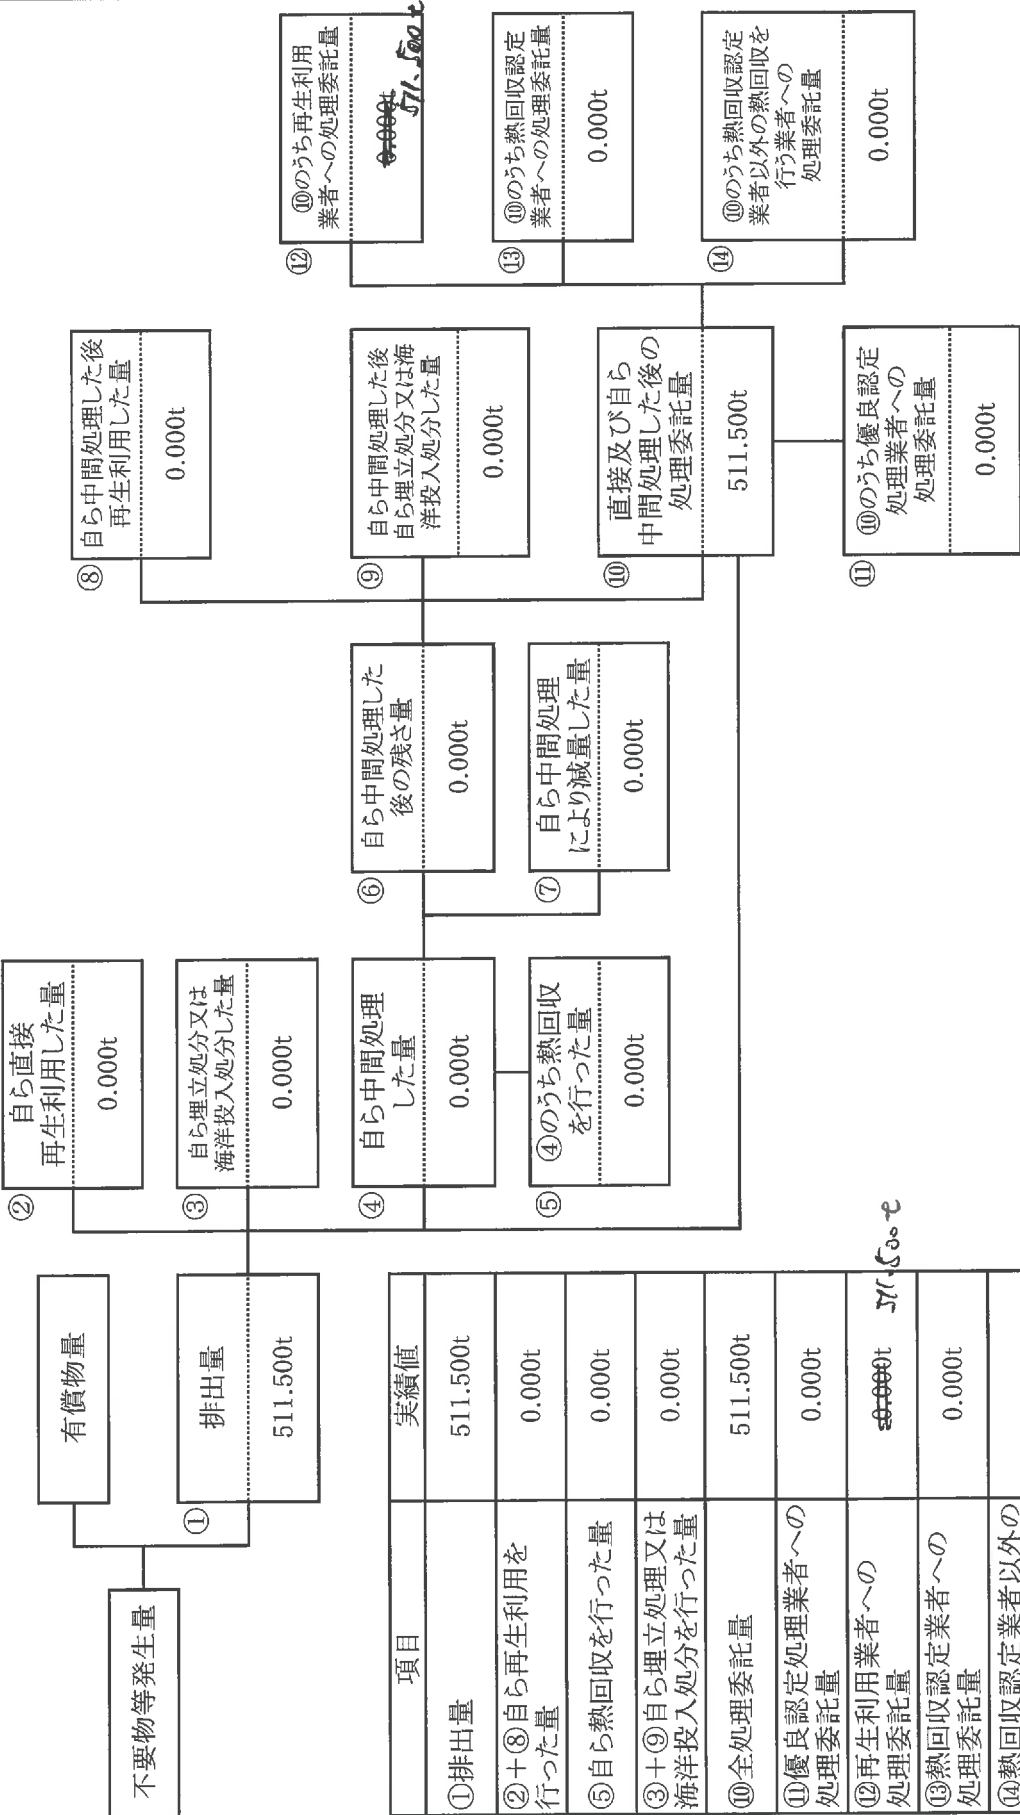 不要物等発生量
有償物量
①
排出量
511.500t
②
自ら直接
再生利用した量
0.000t
③
自ら埋立処分又は
海洋投入処分した量
0.000t
④
自ら中間処理
した量
0.000t
⑤
④のうち熱回収
を行った量
0.000t
⑥
自ら中間処理した
後の残さ量
0.000t
⑦
自ら中間処理
により減量した量
0.000t
⑧
自ら中間処理した後
再生利用した量
0.000t
⑨
自ら中間処理した後
自ら埋立処分又は海
洋投入処分した量
0.000t
⑩
直接及び自ら
中間処理した後の
処理委託量
511.500t
⑪
⑩のうち優良認定
処理業者への
処理委託量
0.000t
⑫
⑩のうち再生利用
業者への処理委託量
0.000t
511.500t
⑬
⑩のうち熱回収認定
業者への処理委託量
0.000t
⑭
⑩のうち熱回収認定
業者以外の熱回収を
行う業者への
処理委託量
0.000t
項目 実績値
①排出量 511.500t
②+⑧自ら再生利用を
行った量 0.000t
⑤自ら熱回収を行った量 0.000t
③+⑨自ら埋立処理又は
海洋投入処分を行った量 0.000t
⑩全処理委託量 511.500t
⑪優良認定処理業者への
処理委託量 0.000t
⑫再生利用業者への
処理委託量 0.000t 511.500t
⑬熱回収認定業者への
処理委託量 0.000t
⑭熱回収認定業者以外の